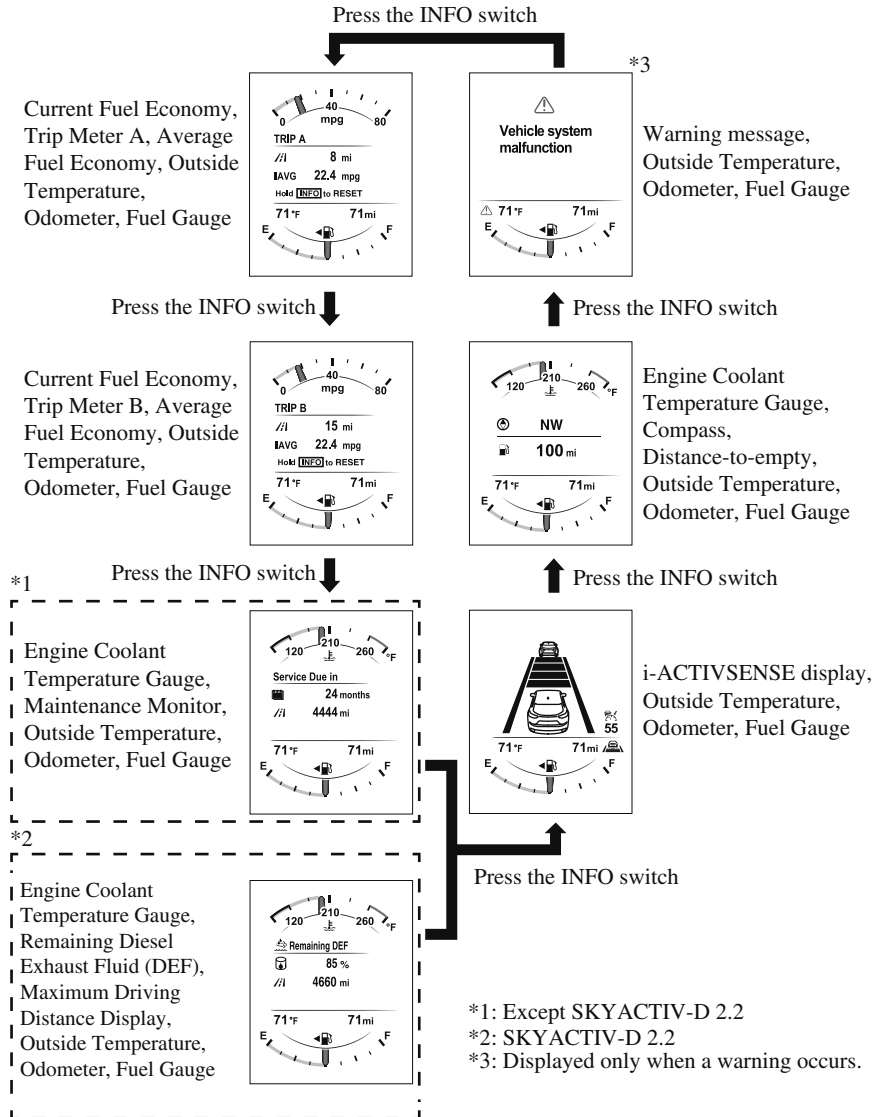 Press the INFO switch
Current Fuel Economy,
Trip Meter A, Average
Fuel Economy, Outside
Temperature,
Odometer, Fuel Gauge
0 40 80
mpg
TRIP A
8 mi
AVG 22.4 mpg
Hold INFO to RESET
71°F 71mi
E F
*3
Vehicle system
malfunction
71°F 71mi
E F
Warning message,
Outside Temperature,
Odometer, Fuel Gauge
Press the INFO switch
Press the INFO switch
Current Fuel Economy,
Trip Meter B, Average
Fuel Economy, Outside
Temperature,
Odometer, Fuel Gauge
0 40 80
mpg
TRIP B
15 mi
AVG 22.4 mpg
Hold INFO to RESET
71°F 71mi
E F
120 210 260 °F
NW
100 mi
71°F 71mi
E F
Engine Coolant
Temperature Gauge,
Compass,
Distance-to-empty,
Outside Temperature,
Odometer, Fuel Gauge
Press the INFO switch
Press the INFO switch
*1
Engine Coolant
Temperature Gauge,
Maintenance Monitor,
Outside Temperature,
Odometer, Fuel Gauge
120 210 260 °F
Service Due in
24 months
4444 mi
71°F 71mi
E F
55
71°F 71mi
E F
i-ACTIVSENSE display,
Outside Temperature,
Odometer, Fuel Gauge
*2
Engine Coolant
Temperature Gauge,
Remaining Diesel
Exhaust Fluid (DEF),
Maximum Driving
Distance Display,
Outside Temperature,
Odometer, Fuel Gauge
120 210 260 °F
Remaining DEF
85 %
4660 mi
71°F 71mi
E F
Press the INFO switch
*1: Except SKYACTIV-D 2.2
*2: SKYACTIV-D 2.2
*3: Displayed only when a warning occurs.